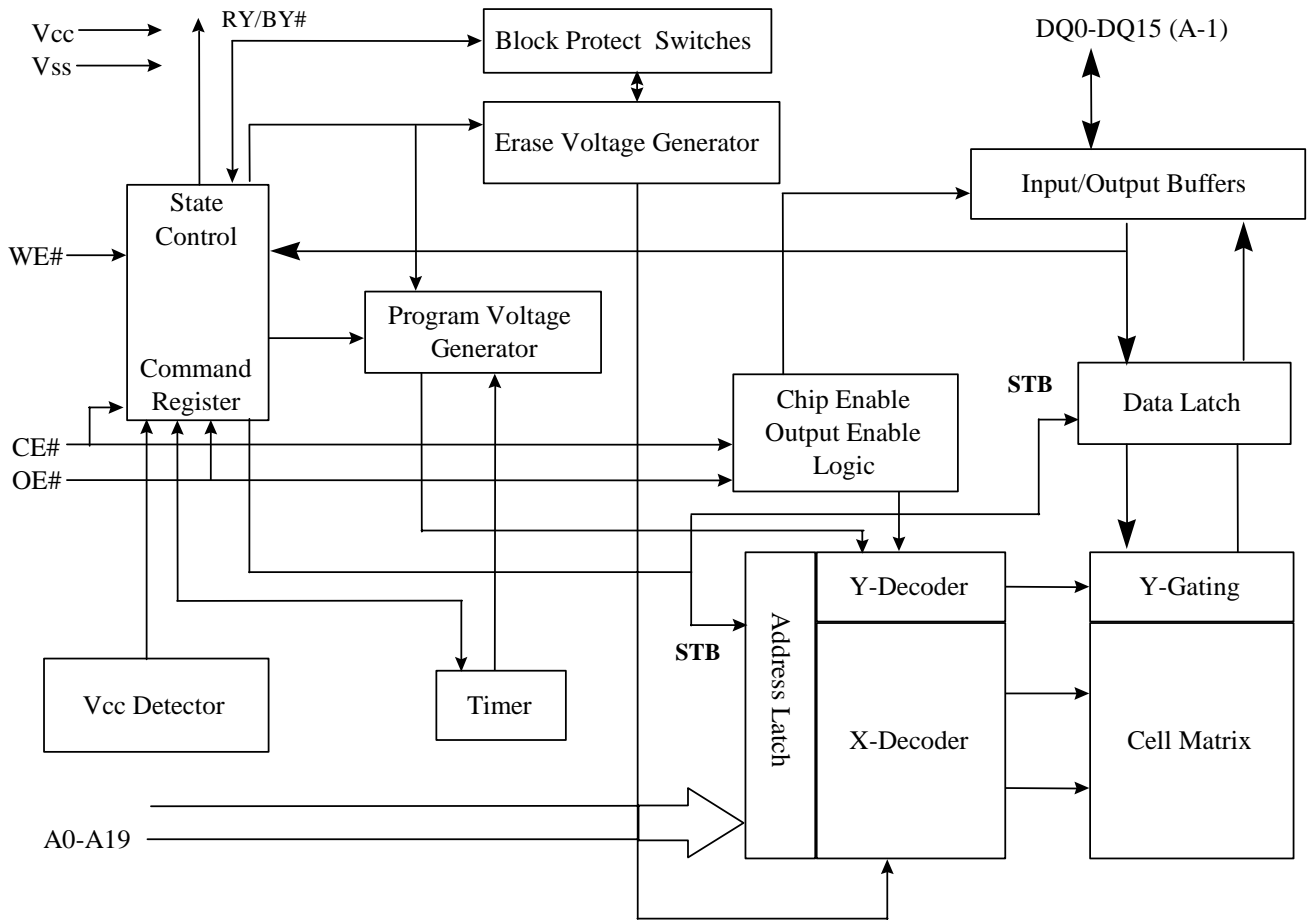 Vcc
Vss
RY/BY#
Block Protect Switches
DQ0-DQ15 (A-1)
Erase Voltage Generator
Input/Output Buffers
State
Control
WE#
Program Voltage
Generator
Command
Register
STB
Chip Enable
Output Enable
Logic
Data Latch
CE#
OE#
Y-Decoder
Y-Gating
Address Latch
STB
Vcc Detector
Timer
X-Decoder
Cell Matrix
A0-A19